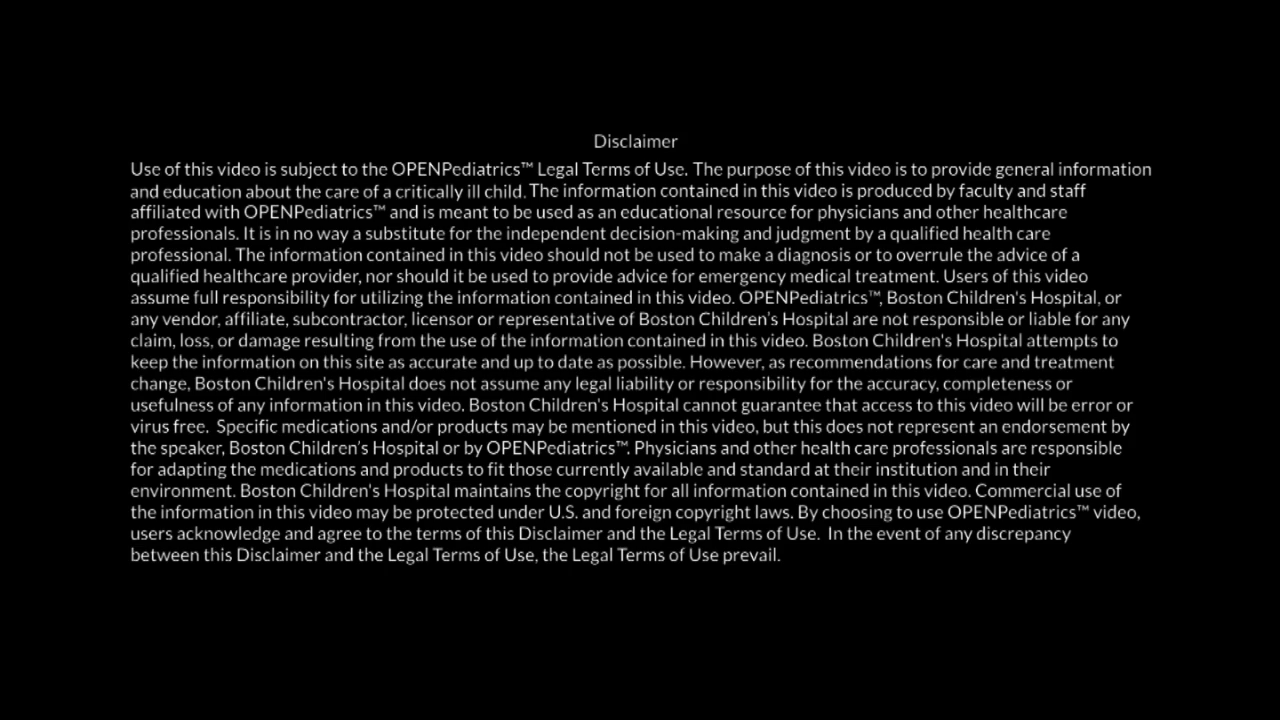 Disclaimer
Use of this video is subject to the OPENPediatrics™ Legal Terms of Use. The purpose of this video is to provide general information
and education about the care of a critically ill child. The information contained in this video is produced by faculty and staff
affiliated with OPENPediatrics™ and is meant to be used as an educational resource for physicians and other healthcare
professionals. It is in no way a substitute for the independent decision-making and judgment by a qualified health care
professional. The information contained in this video should not be used to make a diagnosis or to overrule the advice of a
qualified healthcare provider, nor should it be used to provide advice for emergency medical treatment. Users of this video
assume full responsibility for utilizing the information contained in this video. OPENPediatrics™, Boston Children's Hospital, or
any vendor, affiliate, subcontractor, licensor or representative of Boston Children’s Hospital are not responsible or liable for any
claim, loss, or damage resulting from the use of the information contained in this video. Boston Children's Hospital attempts to
keep the information on this site as accurate and up to date as possible. However, as recommendations for care and treatment
change, Boston Children's Hospital does not assume any legal liability or responsibility for the accuracy, completeness or
usefulness of any information in this video. Boston Children's Hospital cannot guarantee that access to this video will be error or
virus free.  Specific medications and/or products may be mentioned in this video, but this does not represent an endorsement by
the speaker, Boston Children’s Hospital or by OPENPediatrics™. Physicians and other health care professionals are responsible
for adapting the medications and products to fit those currently available and standard at their institution and in their
environment. Boston Children's Hospital maintains the copyright for all information contained in this video. Commercial use of
the information in this video may be protected under U.S. and foreign copyright laws. By choosing to use OPENPediatrics™ video,
users acknowledge and agree to the terms of this Disclaimer and the Legal Terms of Use.  In the event of any discrepancy
between this Disclaimer and the Legal Terms of Use, the Legal Terms of Use prevail.